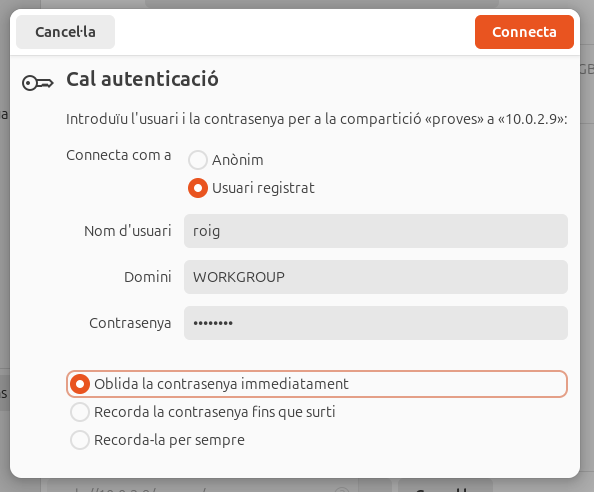 Cancel·la
Connecta
Cal autenticació
Introduïu l'usuari i la contrasenya per a la compartició «proves» a «10.0.2.9»:
Connecta com a
Anònim
Usuari registrat
Nom d'usuari
roig
Domini
WORKGROUP
Contrasenya
••••••••
Oblida la contrasenya immediatament
Recorda la contrasenya fins que surti
Recorda-la per sempre